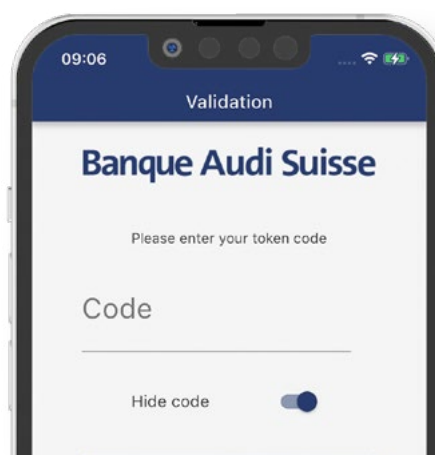 09:06
Validation
Banque Audi Suisse
Please enter your token code
Code
Hide code